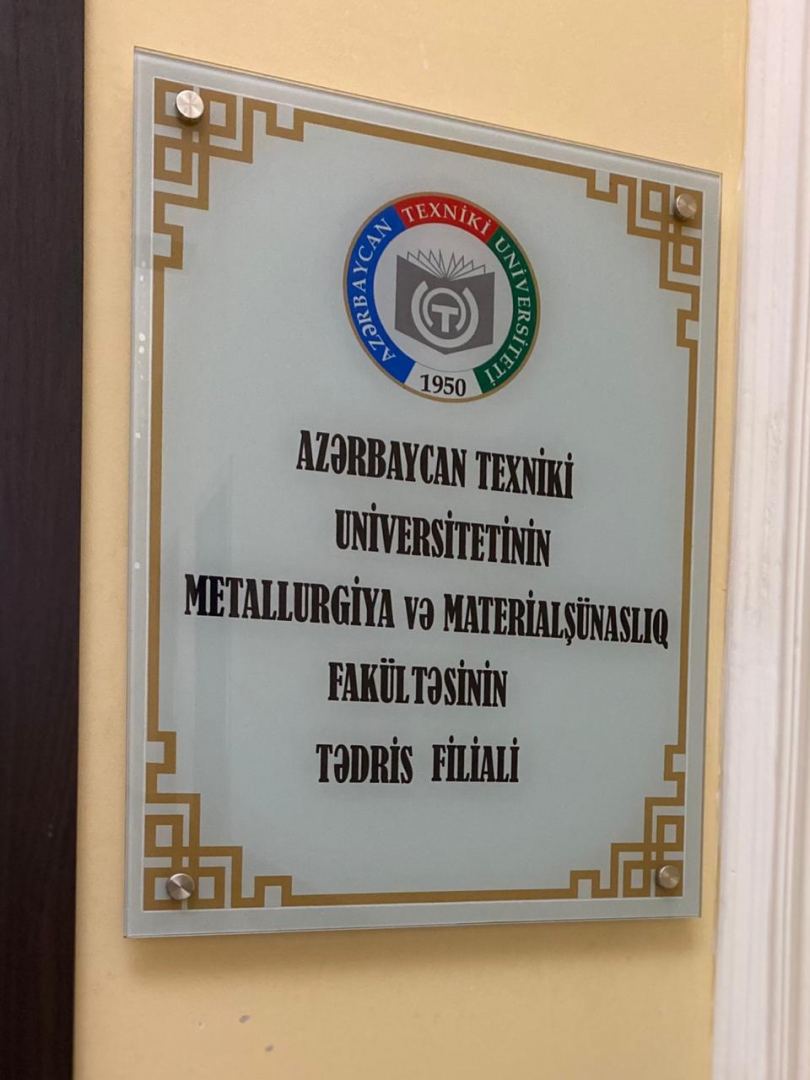 AZƏRBAYCAN TEXNİKİ UNİVERSİTETİ
1950
AZƏRBAYCAN TEXNİKİ
UNİVERSİTETİNİN
METALLURGİYA VƏ MATERİALŞÜNASLIQ
FAKÜLTƏSİNİN
TƏDRİS FİLİALİ